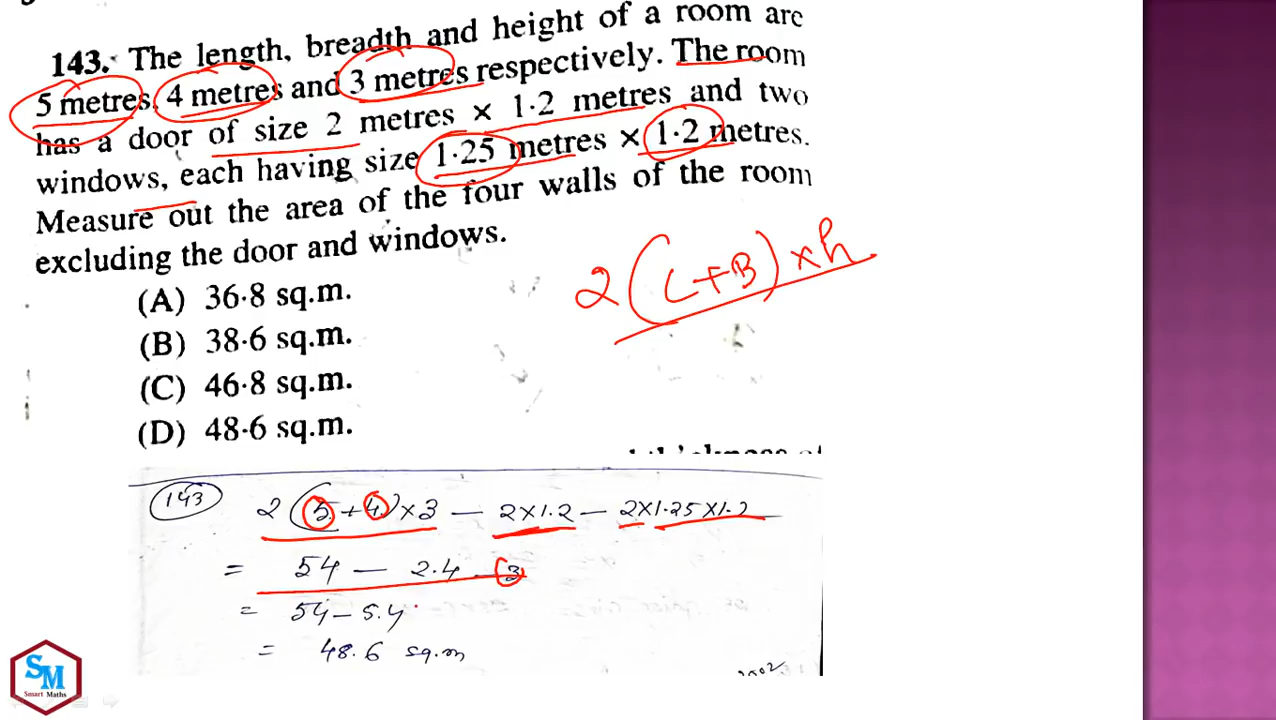 143. The length, breadth and height of a room are
5 metres, 4 metres and 3 metres respectively. The room
has a door of size 2 metres × 1·2 metres and two
windows, each having size 1·25 metres × 1·2 metres.
Measure out the area of the four walls of the room
excluding the door and windows.
2(L+B)×h
(A) 36·8 sq.m.
(B) 38·6 sq.m.
(C) 46·8 sq.m.
(D) 48·6 sq.m.
143 2(5+4)×3 — 2×1.2 — 2×1.25×1.2
= 54 — 2.4 - 3
= 54 - 5.4
= 48.6 sq.m
SM
Smart Maths